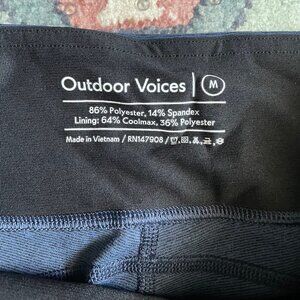 Outdoor Voices | M
86% Polyester, 14% Spandex
Lining: 64% Coolmax, 36% Polyester
Made in Vietnam / RN147908 /